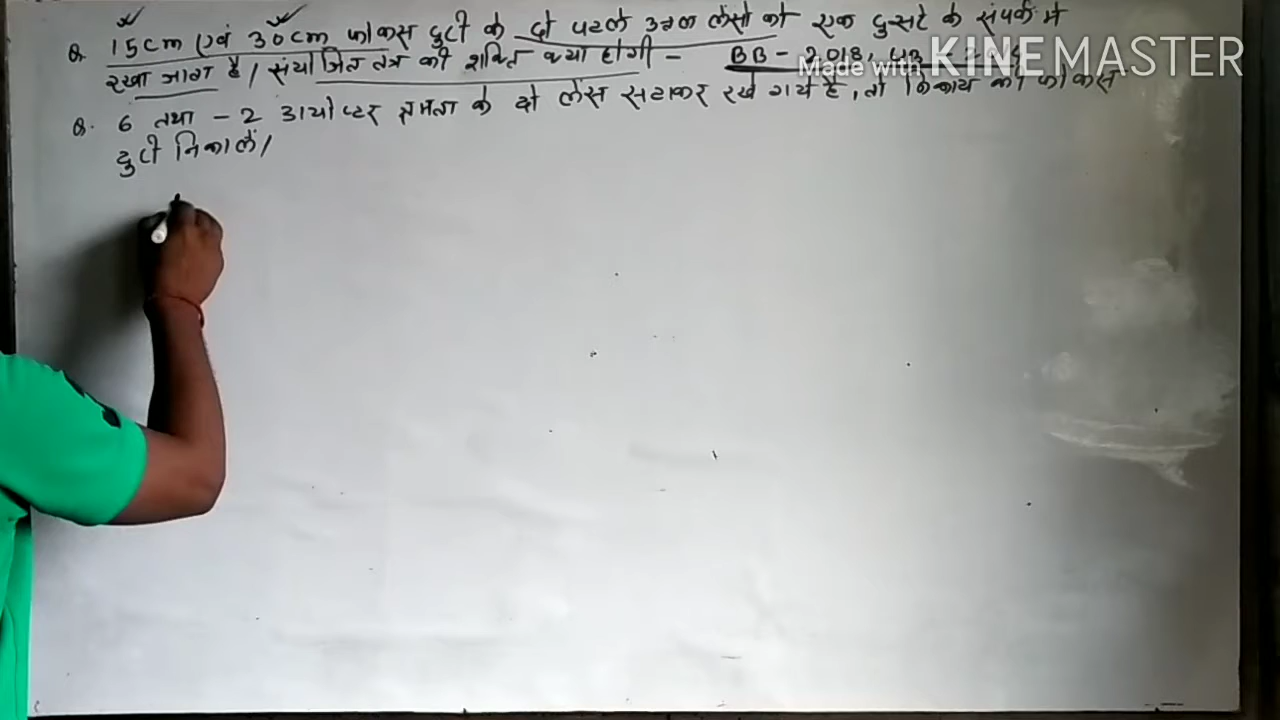 Q. 15cm एवं 30cm फोकस दुरी के दो पतले उत्तल लेंसो को एक दुसरे के संपर्क में
रखा जाता है। संयोजित तंत्र की शक्ति क्या होगी - BB - 2018,
Made with KINEMASTER
Q. 6 तथा - 2 डायोप्टर क्षमता के दो लेंस सटाकर रखे गये है, तो निकाय की फोकस
दुरी निकालें।